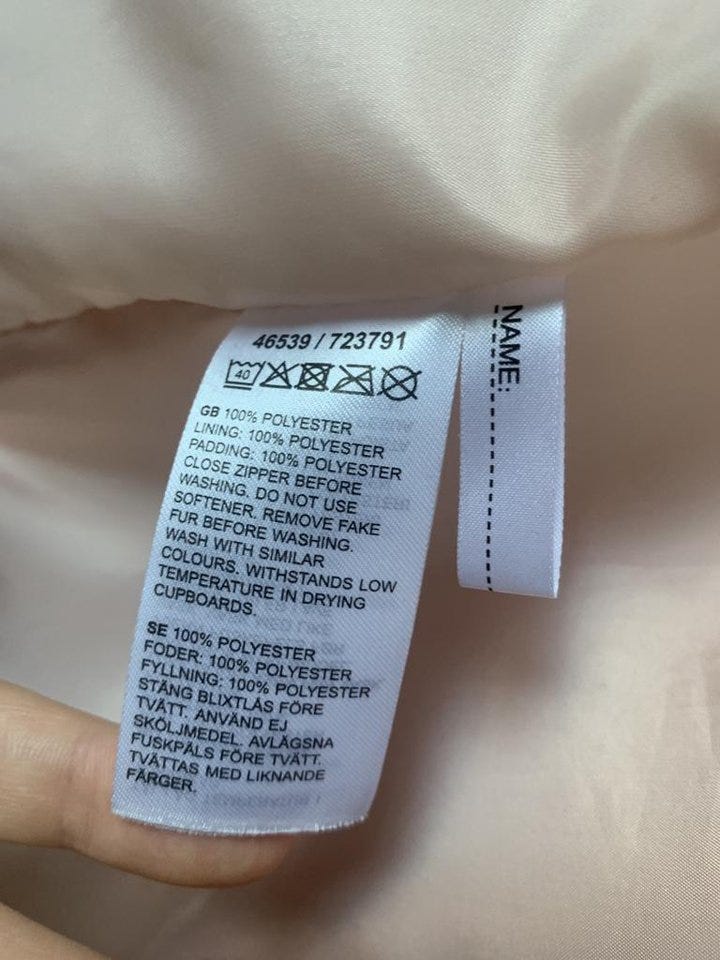 46539 / 723791
40
GB 100% POLYESTER
LINING: 100% POLYESTER
PADDING: 100% POLYESTER
CLOSE ZIPPER BEFORE
WASHING. DO NOT USE
SOFTENER. REMOVE FAKE
FUR BEFORE WASHING.
WASH WITH SIMILAR
COLOURS. WITHSTANDS LOW
TEMPERATURE IN DRYING
CUPBOARDS.
SE 100% POLYESTER
FODER: 100% POLYESTER
FYLLNING: 100% POLYESTER
STÄNG BLIXTLÅS FÖRE
TVÄTT. ANVÄND EJ
SKÖLJMEDEL. AVLÄGSNA
FUSKPÄLS FÖRE TVÄTT.
TVÄTTAS MED LIKNANDE
FÄRGER.
NAME: